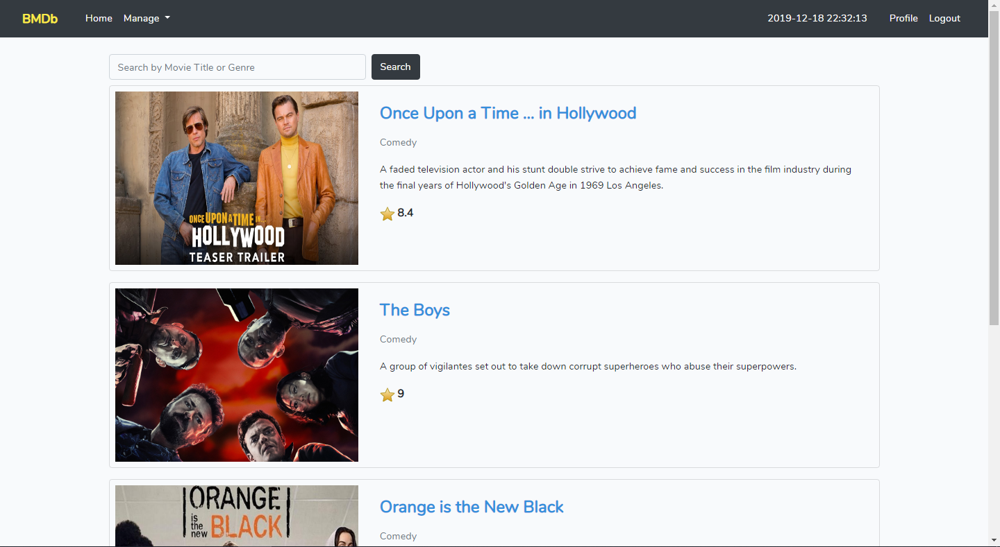 BMDb Home Manage 2019-12-18 22:32:13 Profile Logout
Search by Movie Title or Genre Search
Once Upon a Time ... in Hollywood
Comedy
A faded television actor and his stunt double strive to achieve fame and success in the film industry during
the final years of Hollywood's Golden Age in 1969 Los Angeles.
8.4
ONCE UPON A TIME IN...
HOLLYWOOD
TEASER TRAILER
The Boys
Comedy
A group of vigilantes set out to take down corrupt superheroes who abuse their superpowers.
9
ORANGE
is
the
new BLACK
Orange is the New Black
Comedy